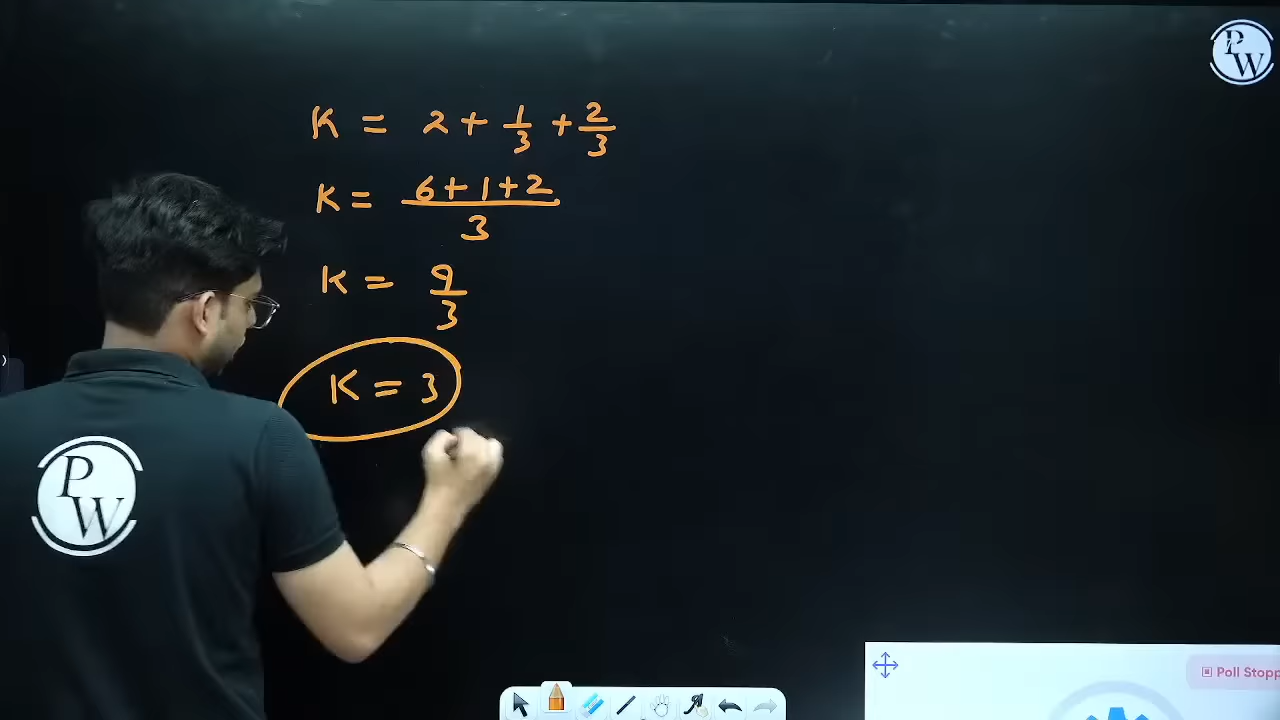 PW
K = 2 + 1/3 + 2/3
K = (6+1+2)/3
K = 9/3
K = 3
PW
Poll Stopp